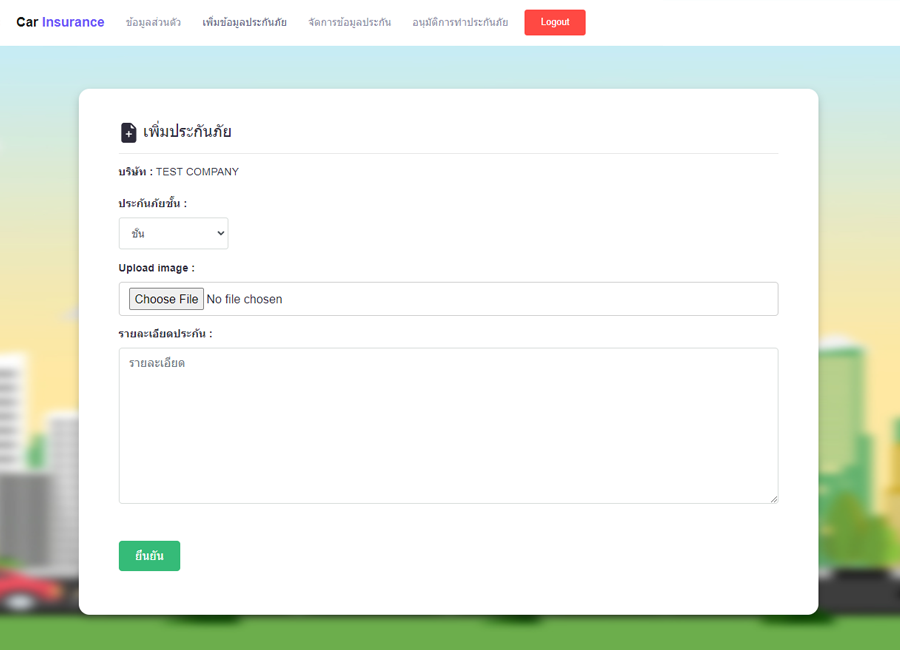 Car Insurance ข้อมูลส่วนตัว เพิ่มข้อมูลประกันภัย จัดการข้อมูลประกัน อนุมัติการทำประกันภัย Logout
เพิ่มประกันภัย
บริษัท : TEST COMPANY
ประกันภัยชั้น :
ชั้น
Upload image :
Choose File No file chosen
รายละเอียดประกัน :
รายละเอียด
ยืนยัน